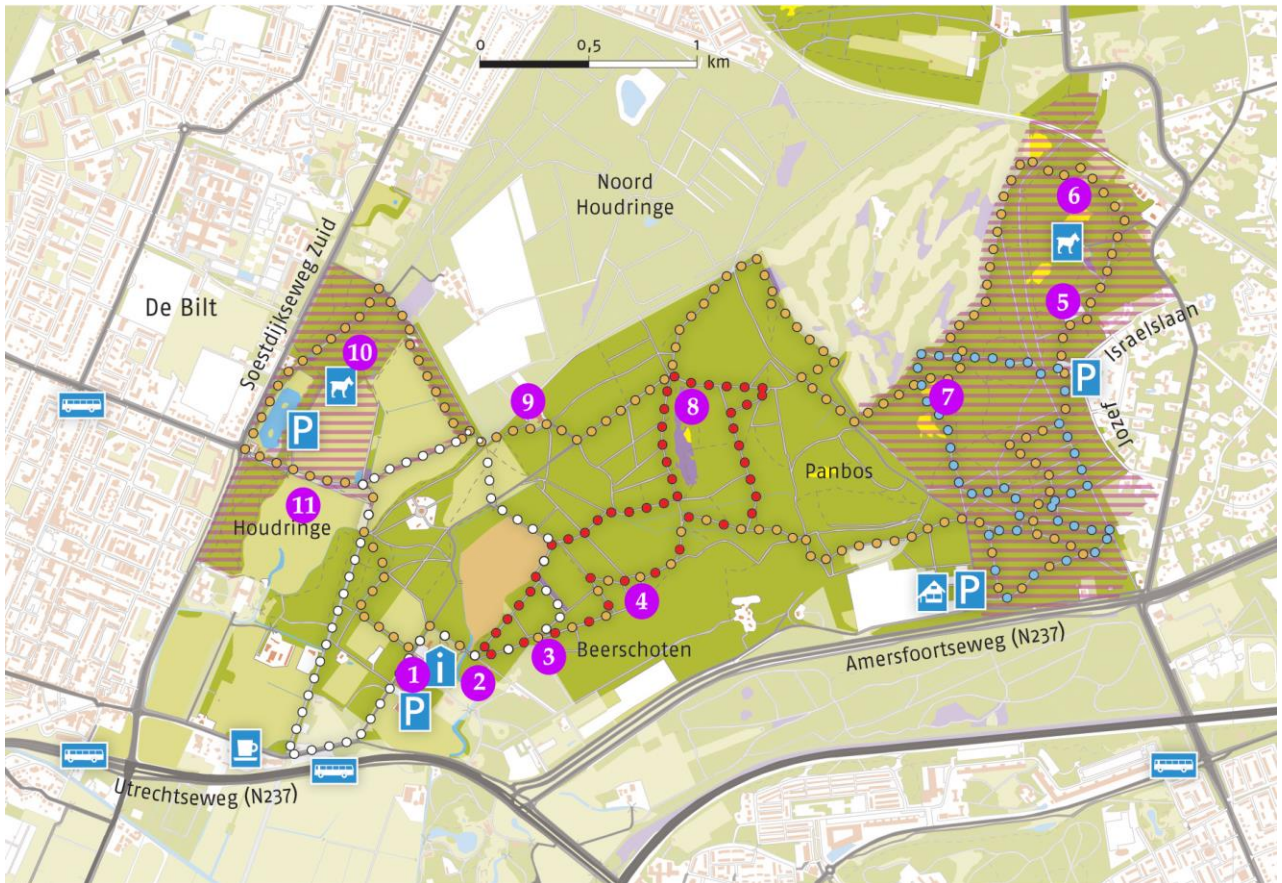 0
0,5
1
km
Noord
Houdringe
6
De Bilt
Soestdijkseweg Zuid
5
10
Israelslaan
P
Jozef
9
8
7
P
Panbos
11
Houdringe
4
P
Beerschoten
3
Amersfoortseweg (N237)
1
i
2
P
Utrechtseweg (N237)